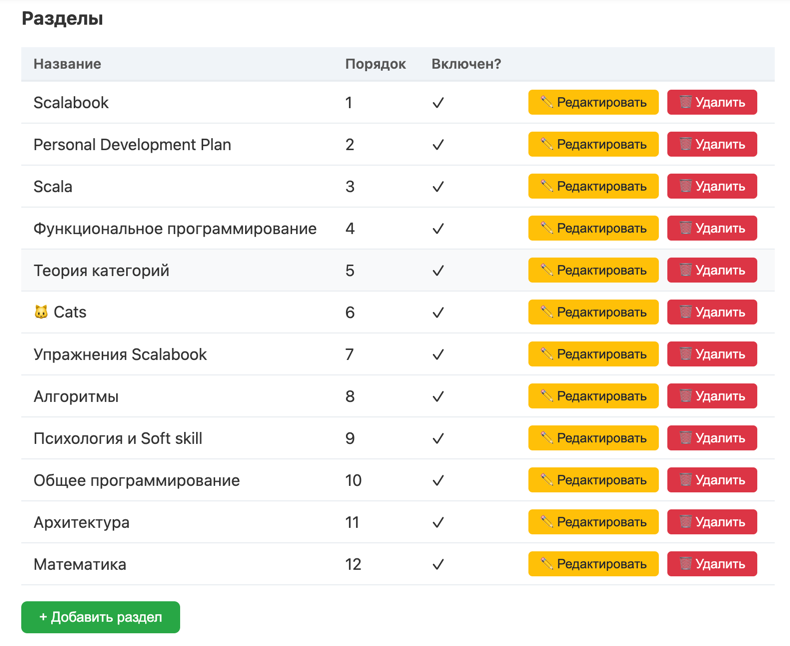 Разделы
Название Порядок Включен?
Scalabook 1 ✓ ✏️ Редактировать 🗑️ Удалить
Personal Development Plan 2 ✓ ✏️ Редактировать 🗑️ Удалить
Scala 3 ✓ ✏️ Редактировать 🗑️ Удалить
Функциональное программирование 4 ✓ ✏️ Редактировать 🗑️ Удалить
Теория категорий 5 ✓ ✏️ Редактировать 🗑️ Удалить
🐱 Cats 6 ✓ ✏️ Редактировать 🗑️ Удалить
Упражнения Scalabook 7 ✓ ✏️ Редактировать 🗑️ Удалить
Алгоритмы 8 ✓ ✏️ Редактировать 🗑️ Удалить
Психология и Soft skill 9 ✓ ✏️ Редактировать 🗑️ Удалить
Общее программирование 10 ✓ ✏️ Редактировать 🗑️ Удалить
Архитектура 11 ✓ ✏️ Редактировать 🗑️ Удалить
Математика 12 ✓ ✏️ Редактировать 🗑️ Удалить
+ Добавить раздел